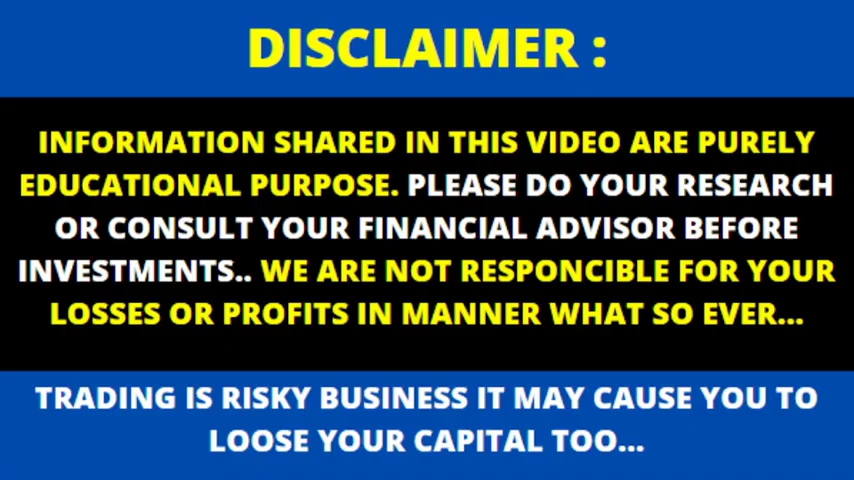 DISCLAIMER :
INFORMATION SHARED IN THIS VIDEO ARE PURELY
EDUCATIONAL PURPOSE. PLEASE DO YOUR RESEARCH
OR CONSULT YOUR FINANCIAL ADVISOR BEFORE
INVESTMENTS.. WE ARE NOT RESPONCIBLE FOR YOUR
LOSSES OR PROFITS IN MANNER WHAT SO EVER...
TRADING IS RISKY BUSINESS IT MAY CAUSE YOU TO
LOOSE YOUR CAPITAL TOO...